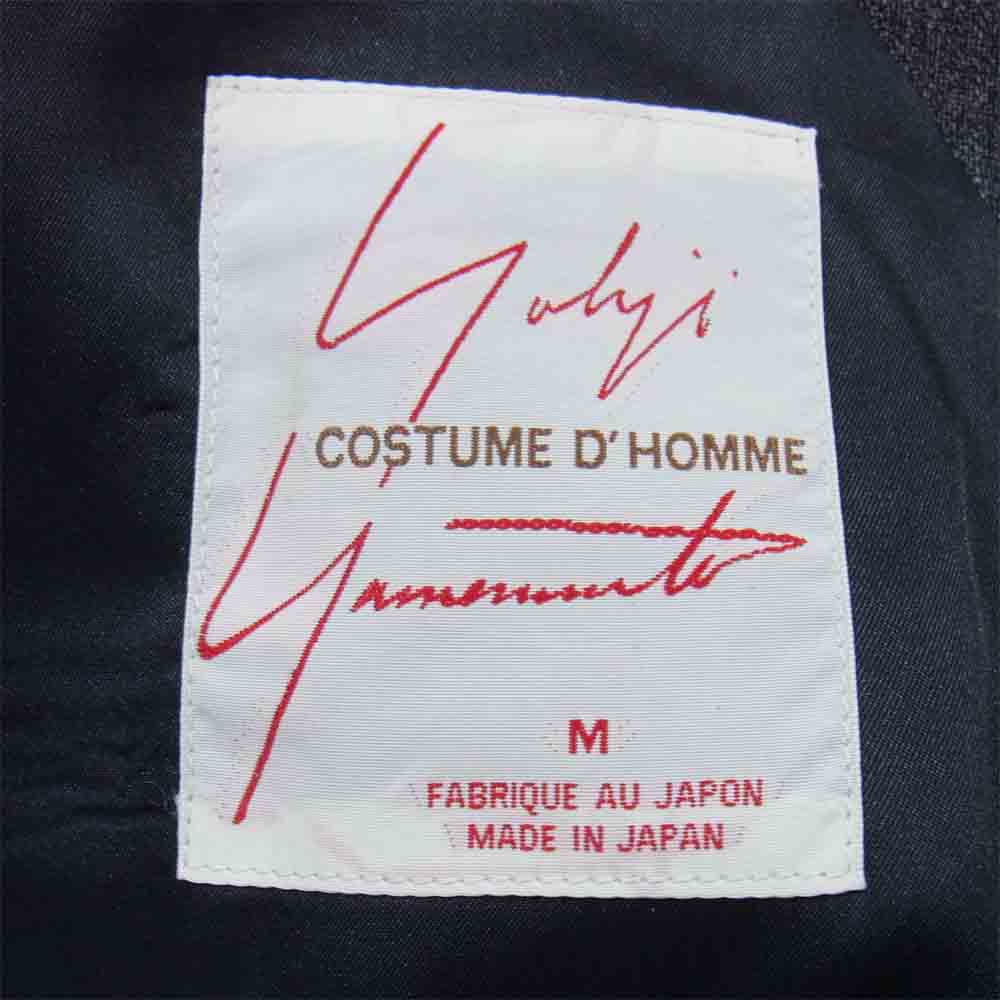 Yohji
COSTUME D'HOMME
Yamamoto
M
FABRIQUE AU JAPON
MADE IN JAPAN